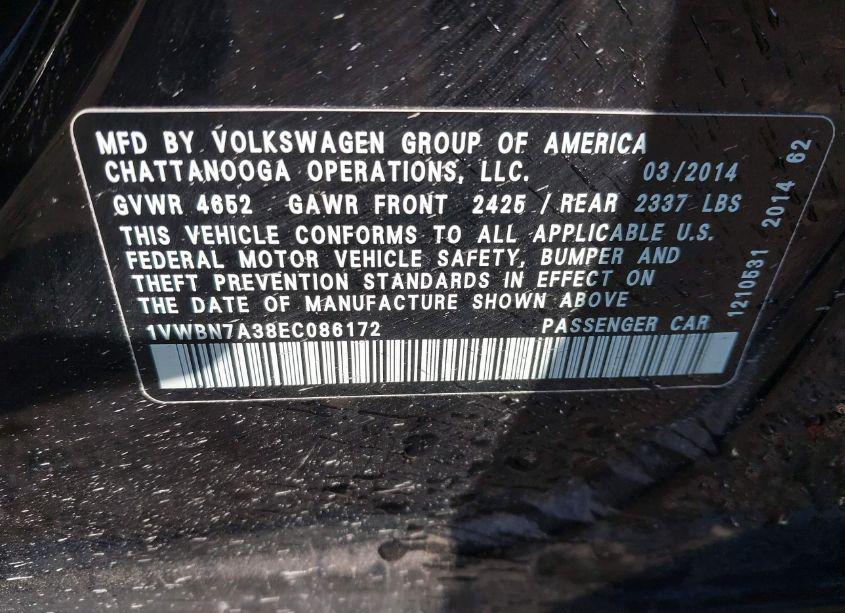 MFD BY VOLKSWAGEN GROUP OF AMERICA
CHATTANOOGA OPERATIONS, LLC. 03/2014
GVWR 4652 GAWR FRONT 2425 / REAR 2337 LBS
THIS VEHICLE CONFORMS TO ALL APPLICABLE U.S.
FEDERAL MOTOR VEHICLE SAFETY, BUMPER AND
THEFT PREVENTION STANDARDS IN EFFECT ON
THE DATE OF MANUFACTURE SHOWN ABOVE
1VWBN7A38EC086172 PASSENGER CAR
1210531 2014 62